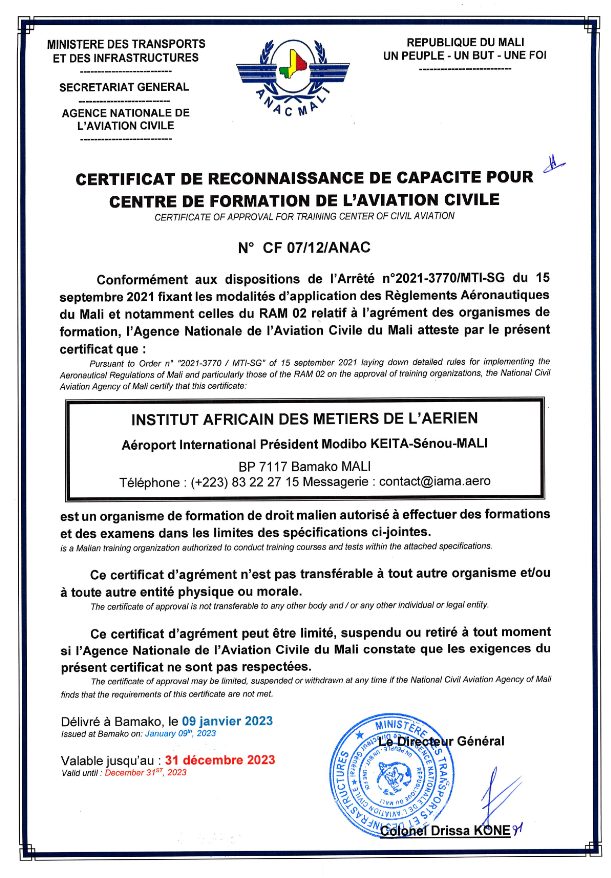 MINISTERE DES TRANSPORTS
ET DES INFRASTRUCTURES
----------------------------
SECRETARIAT GENERAL
----------------------------
AGENCE NATIONALE DE
L'AVIATION CIVILE
----------------------------
ANAC MALI
REPUBLIQUE DU MALI
UN PEUPLE - UN BUT - UNE FOI
----------------------------
CERTIFICAT DE RECONNAISSANCE DE CAPACITE POUR
CENTRE DE FORMATION DE L'AVIATION CIVILE
CERTIFICATE OF APPROVAL FOR TRAINING CENTER OF CIVIL AVIATION
N° CF 07/12/ANAC
Conformément aux dispositions de l'Arrêté n°2021-3770/MTI-SG du 15
septembre 2021 fixant les modalités d'application des Règlements Aéronautiques
du Mali et notamment celles du RAM 02 relatif à l'agrément des organismes de
formation, l'Agence Nationale de l'Aviation Civile du Mali atteste par le présent
certificat que :
Pursuant to Order n° "2021-3770 / MTI-SG" of 15 september 2021 laying down detailed rules for implementing the
Aeronautical Regulations of Mali and particularly those of the RAM 02 on the approval of training organizations, the National Civil
Aviation Agency of Mali certify that this certificate:
INSTITUT AFRICAIN DES METIERS DE L'AERIEN
Aéroport International Président Modibo KEITA-Sénou-MALI
BP 7117 Bamako MALI
Téléphone : (+223) 83 22 27 15 Messagerie : contact@iama.aero
est un organisme de formation de droit malien autorisé à effectuer des formations
et des examens dans les limites des spécifications ci-jointes.
is a Malian training organization authorized to conduct training courses and tests within the attached specifications.
Ce certificat d'agrément n'est pas transférable à tout autre organisme et/ou
à toute autre entité physique ou morale.
The certificate of approval is not transferable to any other body and / or any other individual or legal entity.
Ce certificat d'agrément peut être limité, suspendu ou retiré à tout moment
si l'Agence Nationale de l'Aviation Civile du Mali constate que les exigences du
présent certificat ne sont pas respectées.
The certificate of approval may be limited, suspended or withdrawn at any time if the National Civil Aviation Agency of Mali
finds that the requirements of this certificate are not met.
Délivré à Bamako, le 09 janvier 2023
Issued at Bamako on: January 09th, 2023
Valable jusqu'au : 31 décembre 2023
Valid until : December 31ST, 2023
Le Directeur Général
MINISTÈRE DES TRANSPORTS ET DES INFRASTRUCTURES
AGENCE NATIONALE DE L'AVIATION CIVILE
REPUBLIQUE DU MALI
Colonel Drissa KONE